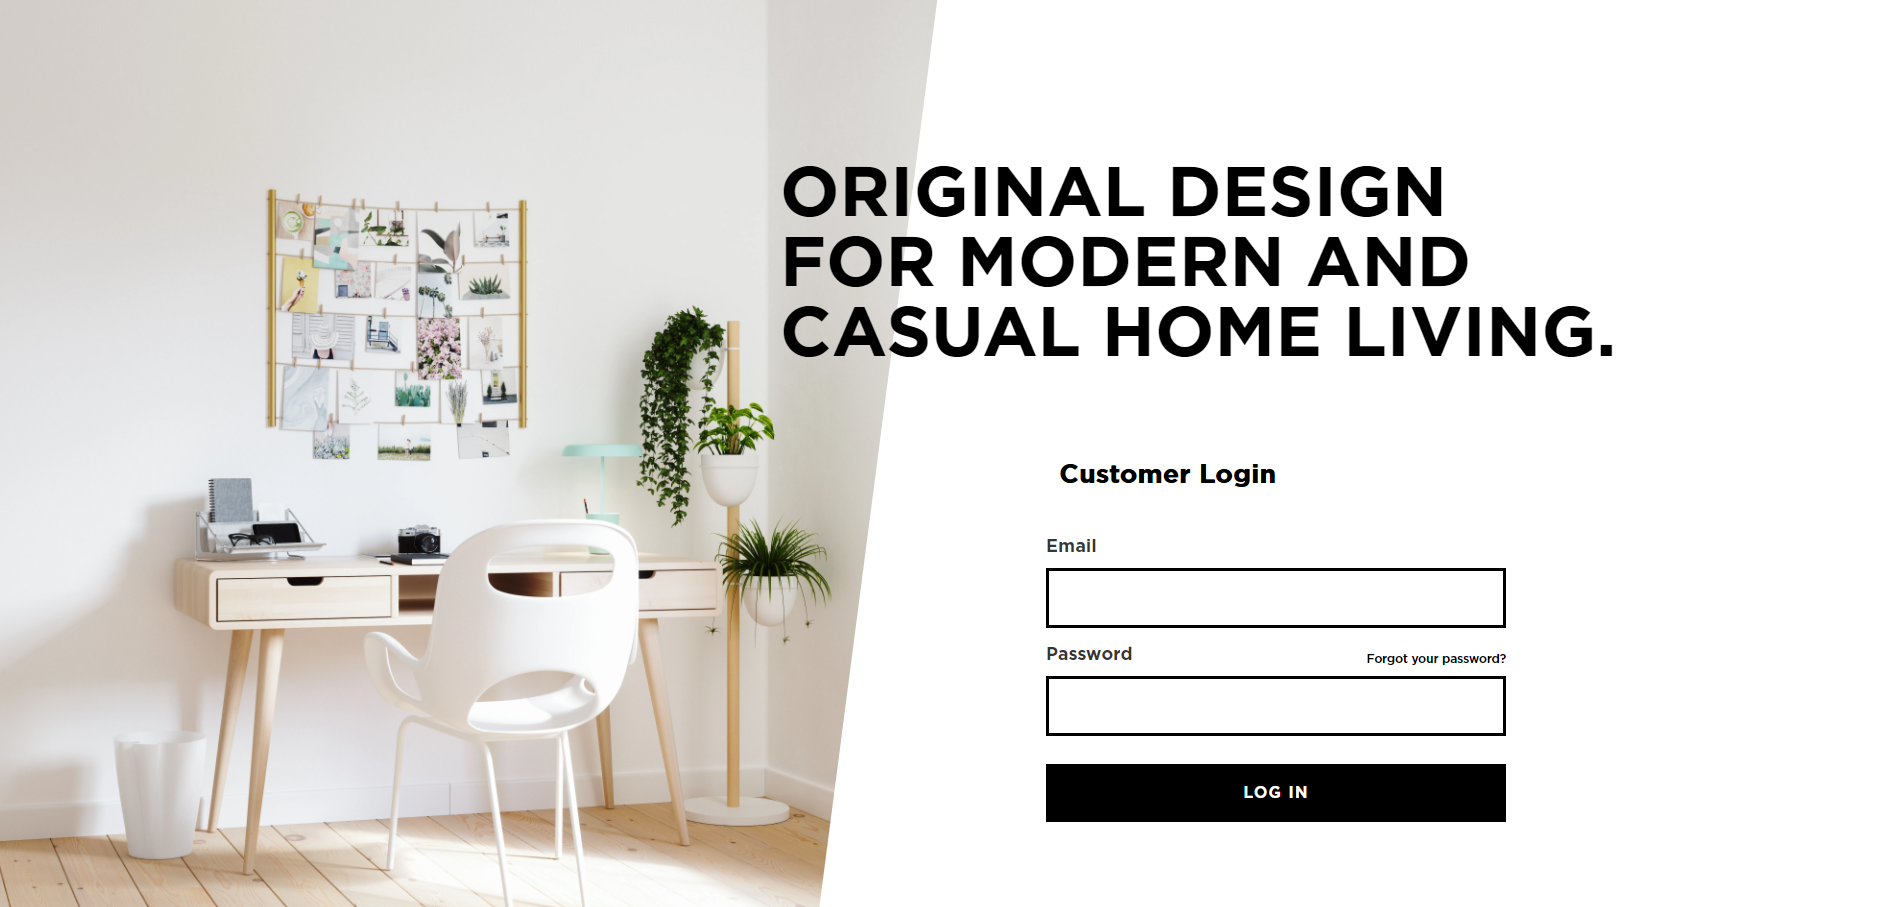 ORIGINAL DESIGN
FOR MODERN AND
CASUAL HOME LIVING.
Customer Login
Email
Password
Forgot your password?
LOG IN